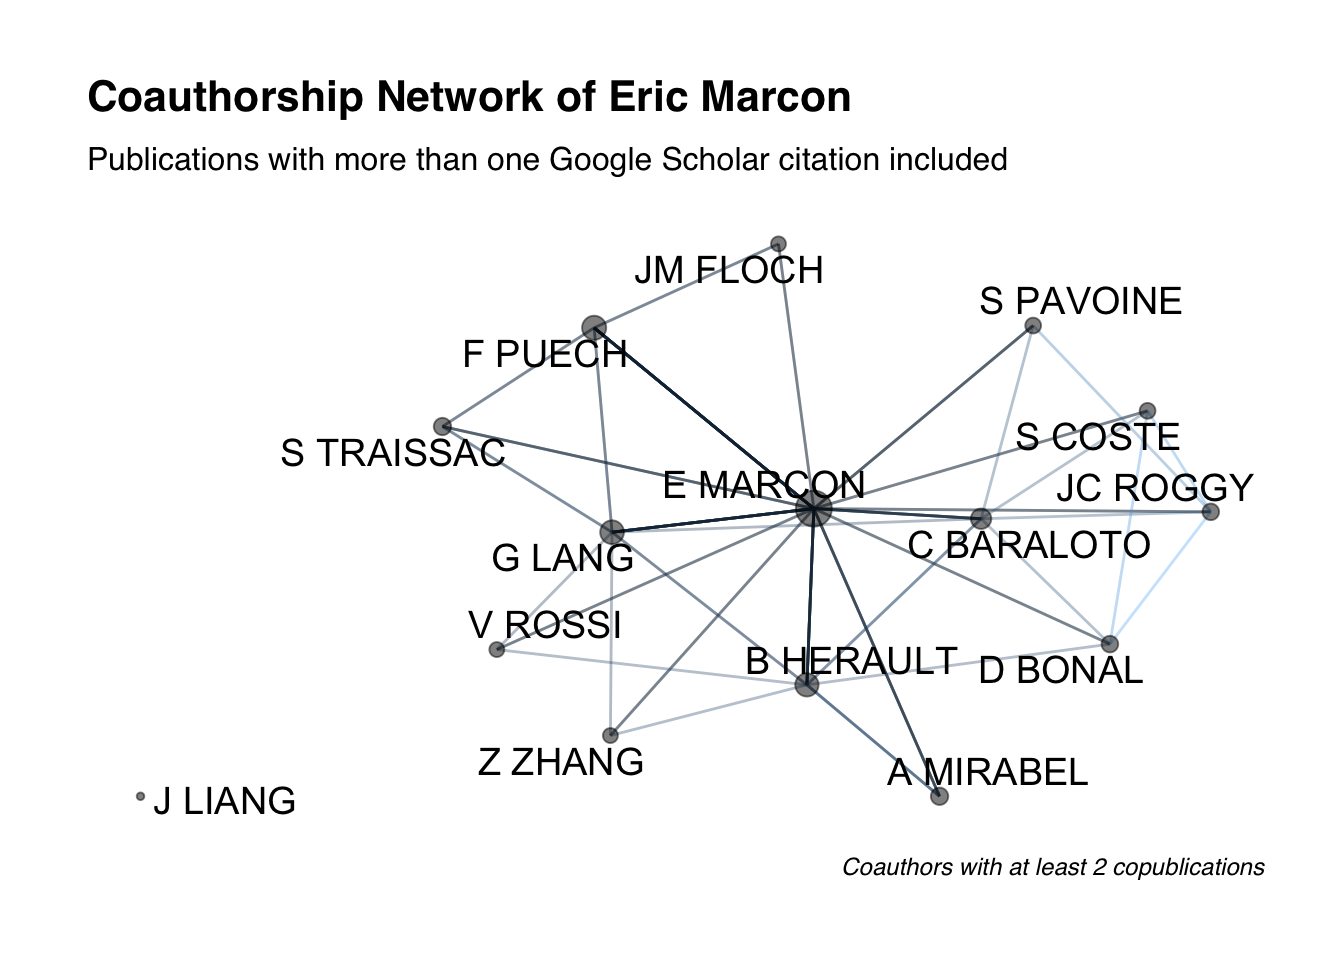 Coauthorship Network of Eric Marcon
Publications with more than one Google Scholar citation included
JM FLOCH
S PAVOINE
F PUECH
S COSTE
S TRAISSAC
E MARCON
JC ROGGY
C BARALOTO
G LANG
V ROSSI
B HERAULT
D BONAL
Z ZHANG
A MIRABEL
J LIANG
Coauthors with at least 2 copublications